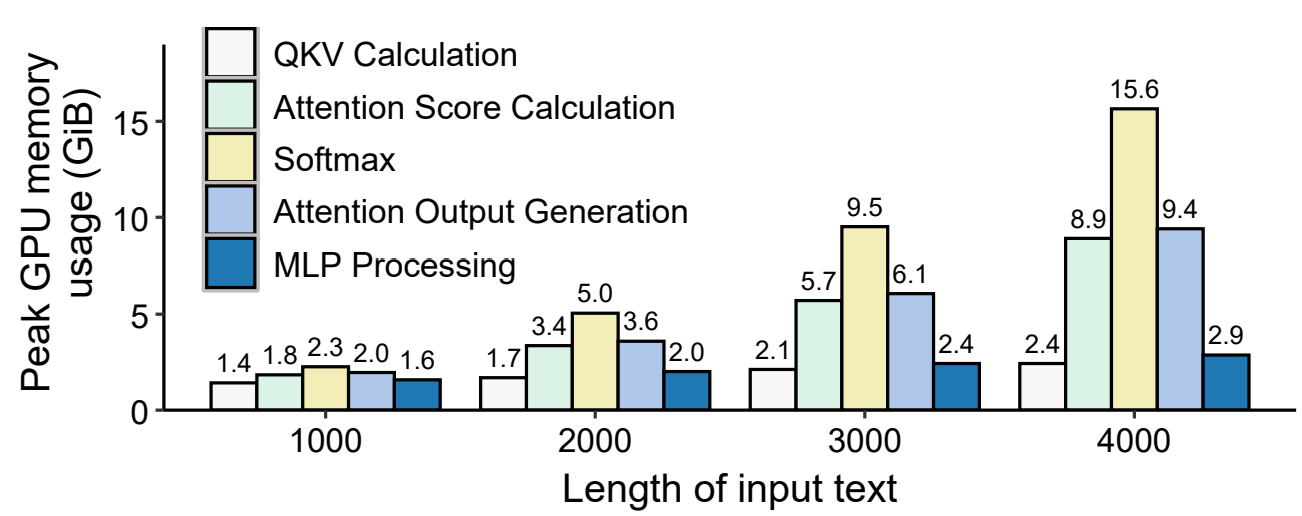 Peak GPU memory
usage (GiB)
15
10
5
0
QKV Calculation
Attention Score Calculation
Softmax
Attention Output Generation
MLP Processing
1.4 1.8 2.3 2.0 1.6
1.7 3.4 5.0 3.6 2.0
2.1 5.7 9.5 6.1 2.4
2.4 8.9 15.6 9.4 2.9
1000 2000 3000 4000
Length of input text